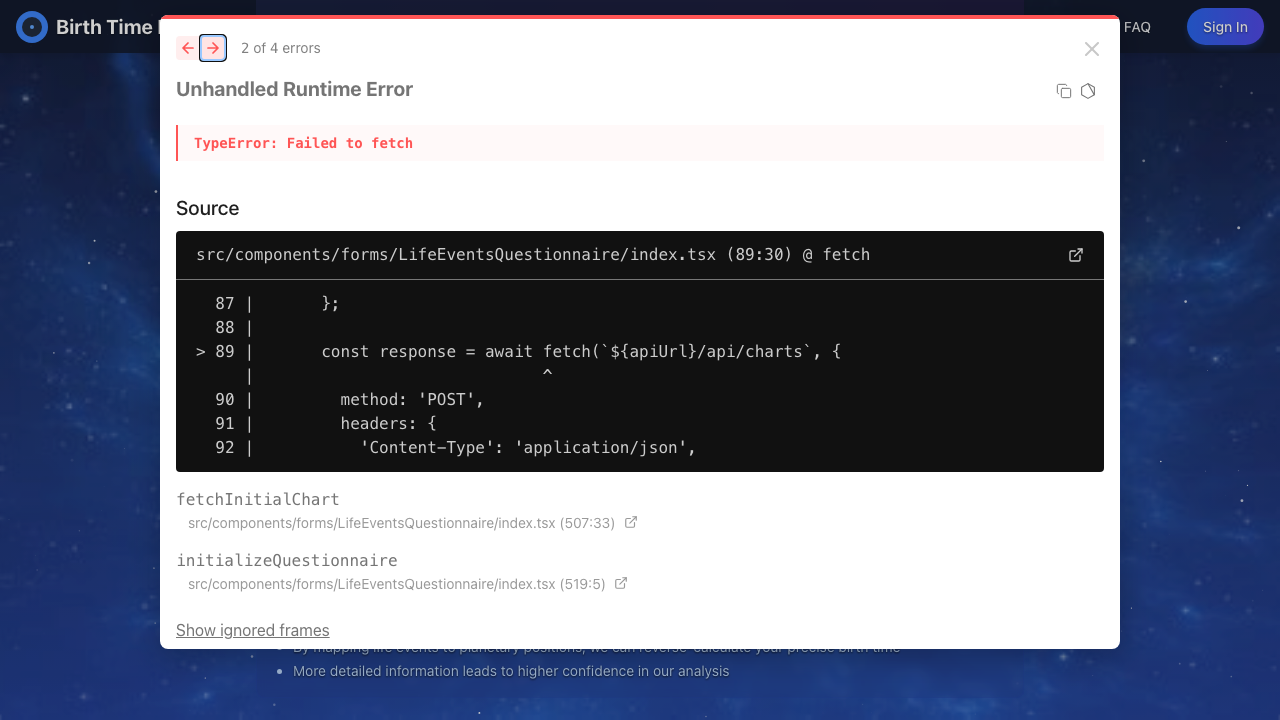 Birth Time
FAQ
Sign In
2 of 4 errors
Unhandled Runtime Error
TypeError: Failed to fetch
Source
src/components/forms/LifeEventsQuestionnaire/index.tsx (89:30) @ fetch
87 |       };
88 |
> 89 |       const response = await fetch(`${apiUrl}/api/charts`, {
|                              ^
90 |         method: 'POST',
91 |         headers: {
92 |           'Content-Type': 'application/json',
fetchInitialChart
src/components/forms/LifeEventsQuestionnaire/index.tsx (507:33)
initializeQuestionnaire
src/components/forms/LifeEventsQuestionnaire/index.tsx (519:5)
Show ignored frames
By mapping life events to planetary positions, we can reverse-calculate your precise birth time
More detailed information leads to higher confidence in our analysis